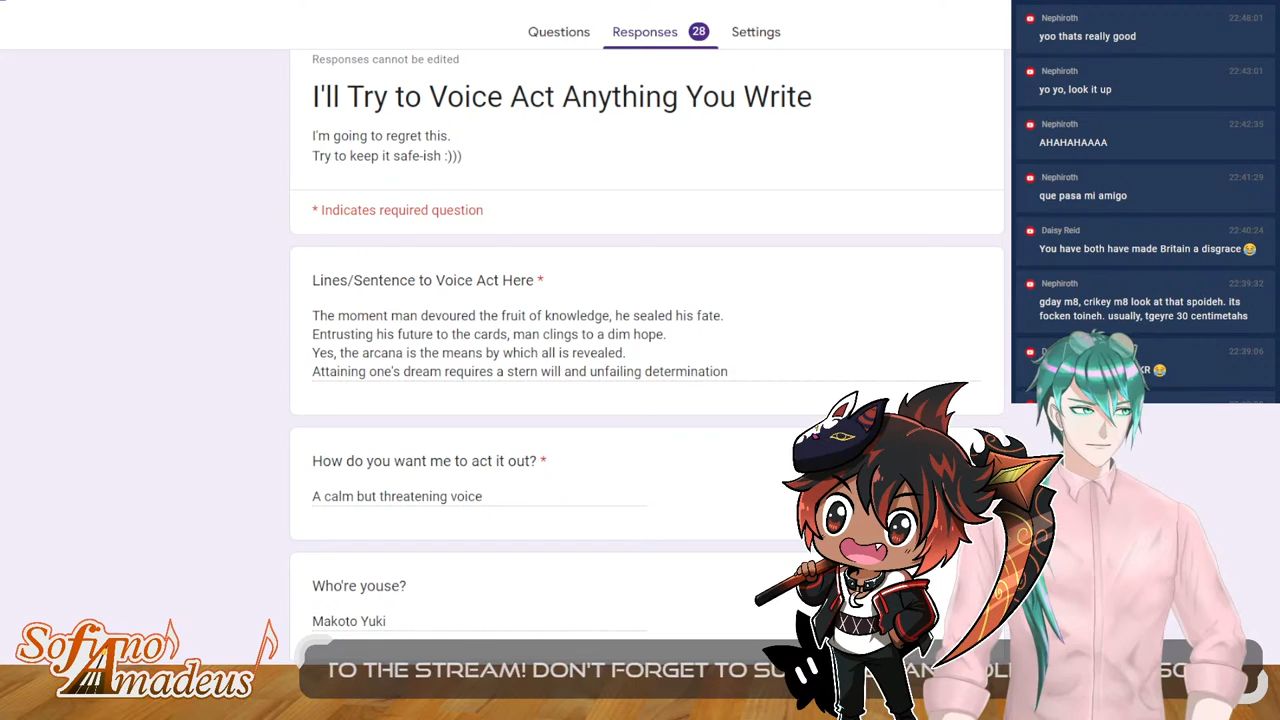 Questions
Responses 28
Settings
Responses cannot be edited
I'll Try to Voice Act Anything You Write
I'm going to regret this.
Try to keep it safe-ish :)))
* Indicates required question
Lines/Sentence to Voice Act Here *
The moment man devoured the fruit of knowledge, he sealed his fate.
Entrusting his future to the cards, man clings to a dim hope.
Yes, the arcana is the means by which all is revealed.
Attaining one's dream requires a stern will and unfailing determination
How do you want me to act it out? *
A calm but threatening voice
Who're youse?
Makoto Yuki
Nephiroth 22:48:01
yoo thats really good
Nephiroth 22:43:01
yo yo, look it up
Nephiroth 22:42:35
AHAHAHAAAA
Nephiroth 22:41:29
que pasa mi amigo
Daisy Reid 22:40:24
You have both have made Britain a disgrace 😂
Nephiroth 22:39:32
gday m8, crikey m8 look at that spoideh. its
focken toineh. usually, tgeyre 30 centimetahs
22:39:06
KR 😂
Sofiano
Amadeus
TO THE STREAM! DON'T FORGET TO